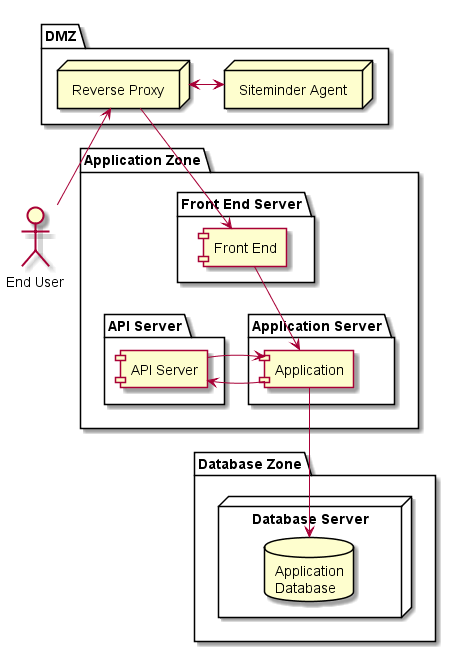 DMZ
Reverse Proxy
Siteminder Agent
Application Zone
Front End Server
Front End
End User
API Server
Application Server
API Server
Application
Database Zone
Database Server
Application
Database